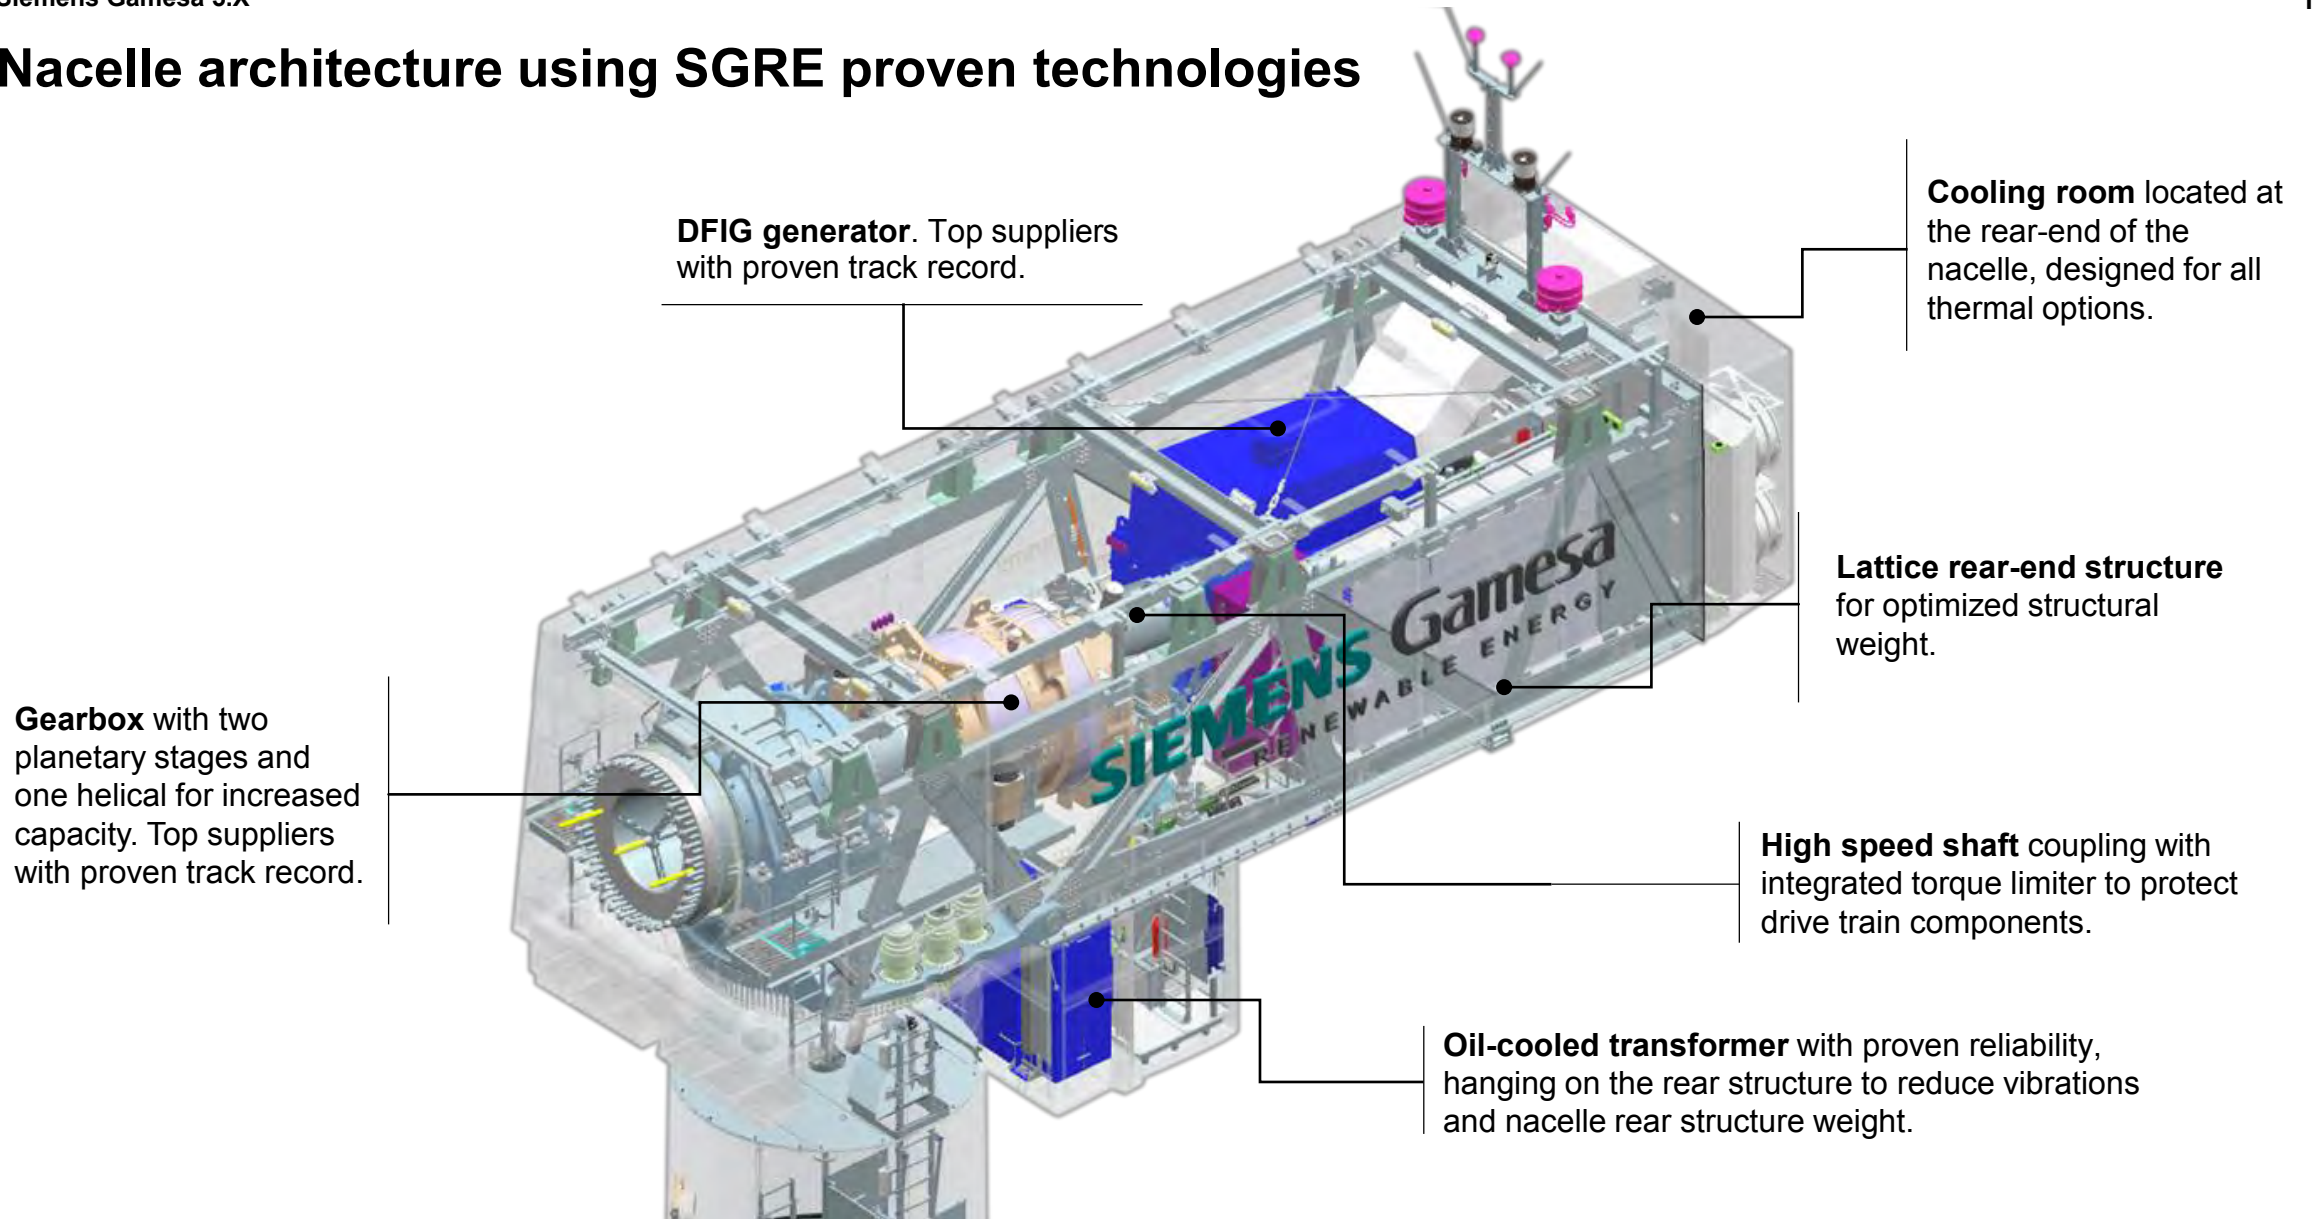 Siemens Gamesa 5.X
Nacelle architecture using SGRE proven technologies
DFIG generator. Top suppliers
with proven track record.
Cooling room located at
the rear-end of the
nacelle, designed for all
thermal options.
Lattice rear-end structure
for optimized structural
weight.
Gearbox with two
planetary stages and
one helical for increased
capacity. Top suppliers
with proven track record.
SIEMENS Gamesa
RENEWABLE ENERGY
High speed shaft coupling with
integrated torque limiter to protect
drive train components.
Oil-cooled transformer with proven reliability,
hanging on the rear structure to reduce vibrations
and nacelle rear structure weight.